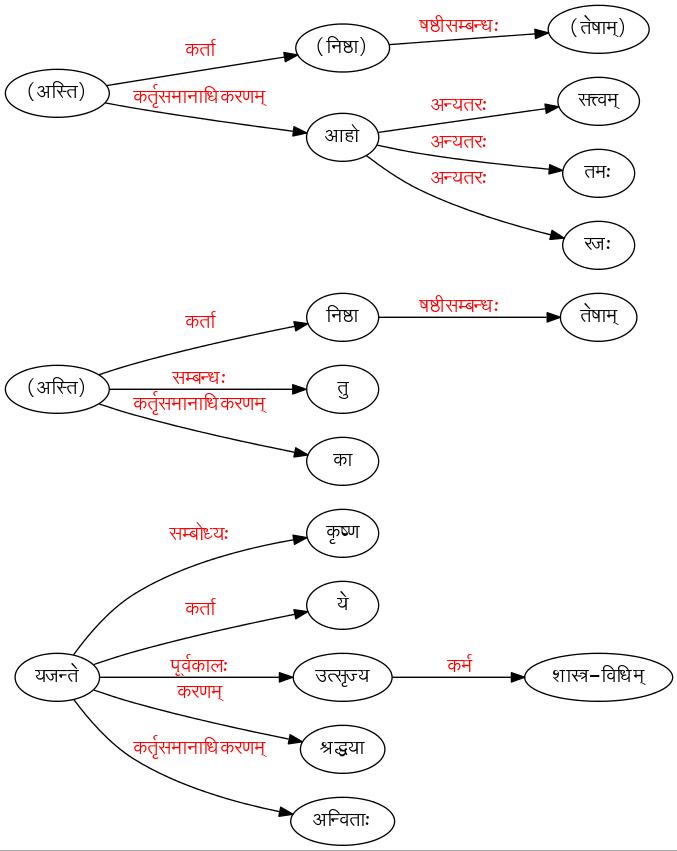 (अस्ति)
कर्ता
(निष्ठा)
षष्ठीसम्बन्धः
(तेषाम्)
कर्तृसमानाधिकरणम्
आहो
अन्यतरः
सत्त्वम्
अन्यतरः
तमः
अन्यतरः
रजः
(अस्ति)
कर्ता
निष्ठा
षष्ठीसम्बन्धः
तेषाम्
सम्बन्धः
तु
कर्तृसमानाधिकरणम्
का
यजन्ते
सम्बोध्यः
कृष्ण
कर्ता
ये
पूर्वकालः
उत्सृज्य
कर्म
शास्त्र-विधिम्
करणम्
श्रद्धया
कर्तृसमानाधिकरणम्
अन्विताः